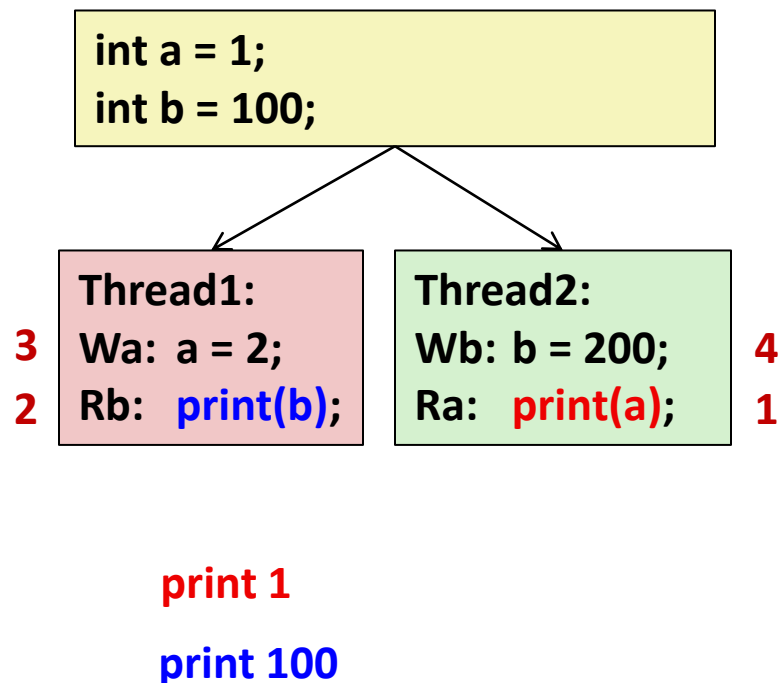 int a = 1;
int b = 100;
Thread1:
3 Wa: a = 2;
2 Rb: print(b);
Thread2:
Wb: b = 200; 4
Ra: print(a); 1
print 1
print 100